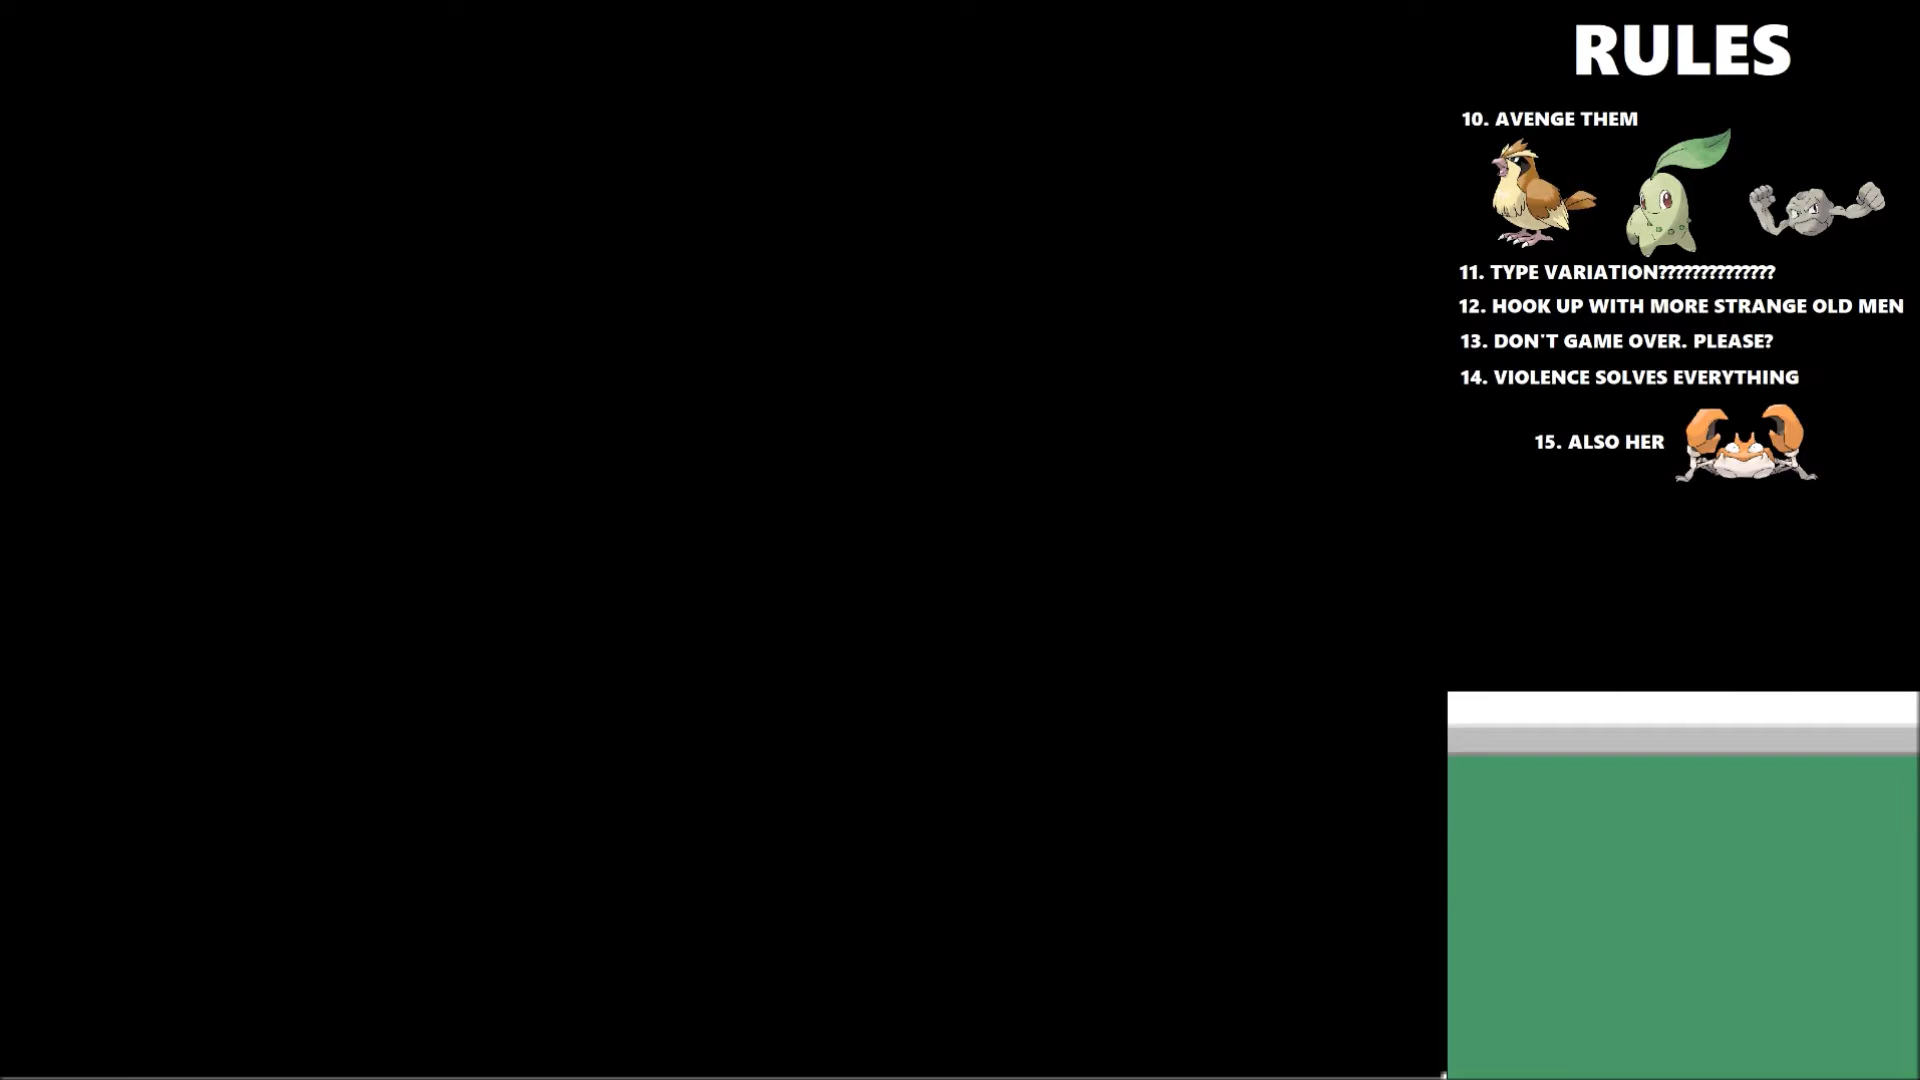 RULES
10. AVENGE THEM
11. TYPE VARIATION??????????????
12. HOOK UP WITH MORE STRANGE OLD MEN
13. DON'T GAME OVER. PLEASE?
14. VIOLENCE SOLVES EVERYTHING
15. ALSO HER